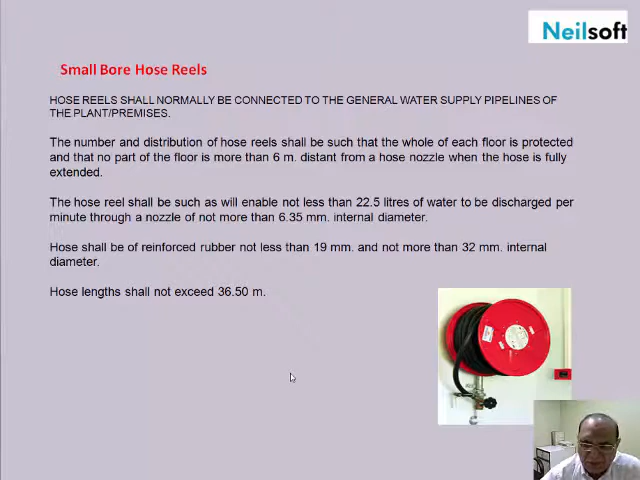 Neilsoft
Small Bore Hose Reels
HOSE REELS SHALL NORMALLY BE CONNECTED TO THE GENERAL WATER SUPPLY PIPELINES OF
THE PLANT/PREMISES.
The number and distribution of hose reels shall be such that the whole of each floor is protected
and that no part of the floor is more than 6 m. distant from a hose nozzle when the hose is fully
extended.
The hose reel shall be such as will enable not less than 22.5 litres of water to be discharged per
minute through a nozzle of not more than 6.35 mm. internal diameter.
Hose shall be of reinforced rubber not less than 19 mm. and not more than 32 mm. internal
diameter.
Hose lengths shall not exceed 36.50 m.